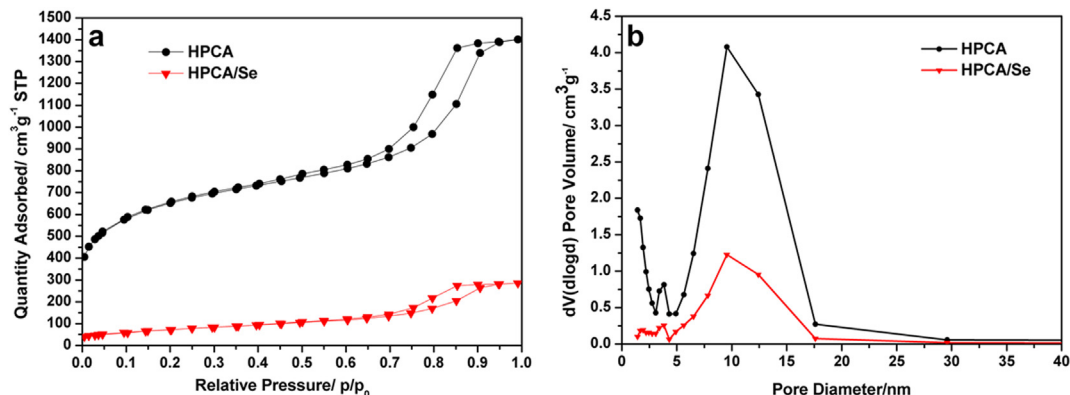 a
HPCA
HPCA/Se
Quantity Adsorbed/ cm³g⁻¹ STP
1500
1400
1300
1200
1100
1000
900
800
700
600
500
400
300
200
100
0
0.0 0.1 0.2 0.3 0.4 0.5 0.6 0.7 0.8 0.9 1.0
Relative Pressure/ p/p₀
b
HPCA
HPCA/Se
dV(dlogd) Pore Volume/ cm³g⁻¹
4.5
4.0
3.5
3.0
2.5
2.0
1.5
1.0
0.5
0.0
0 5 10 15 20 25 30 35 40
Pore Diameter/nm